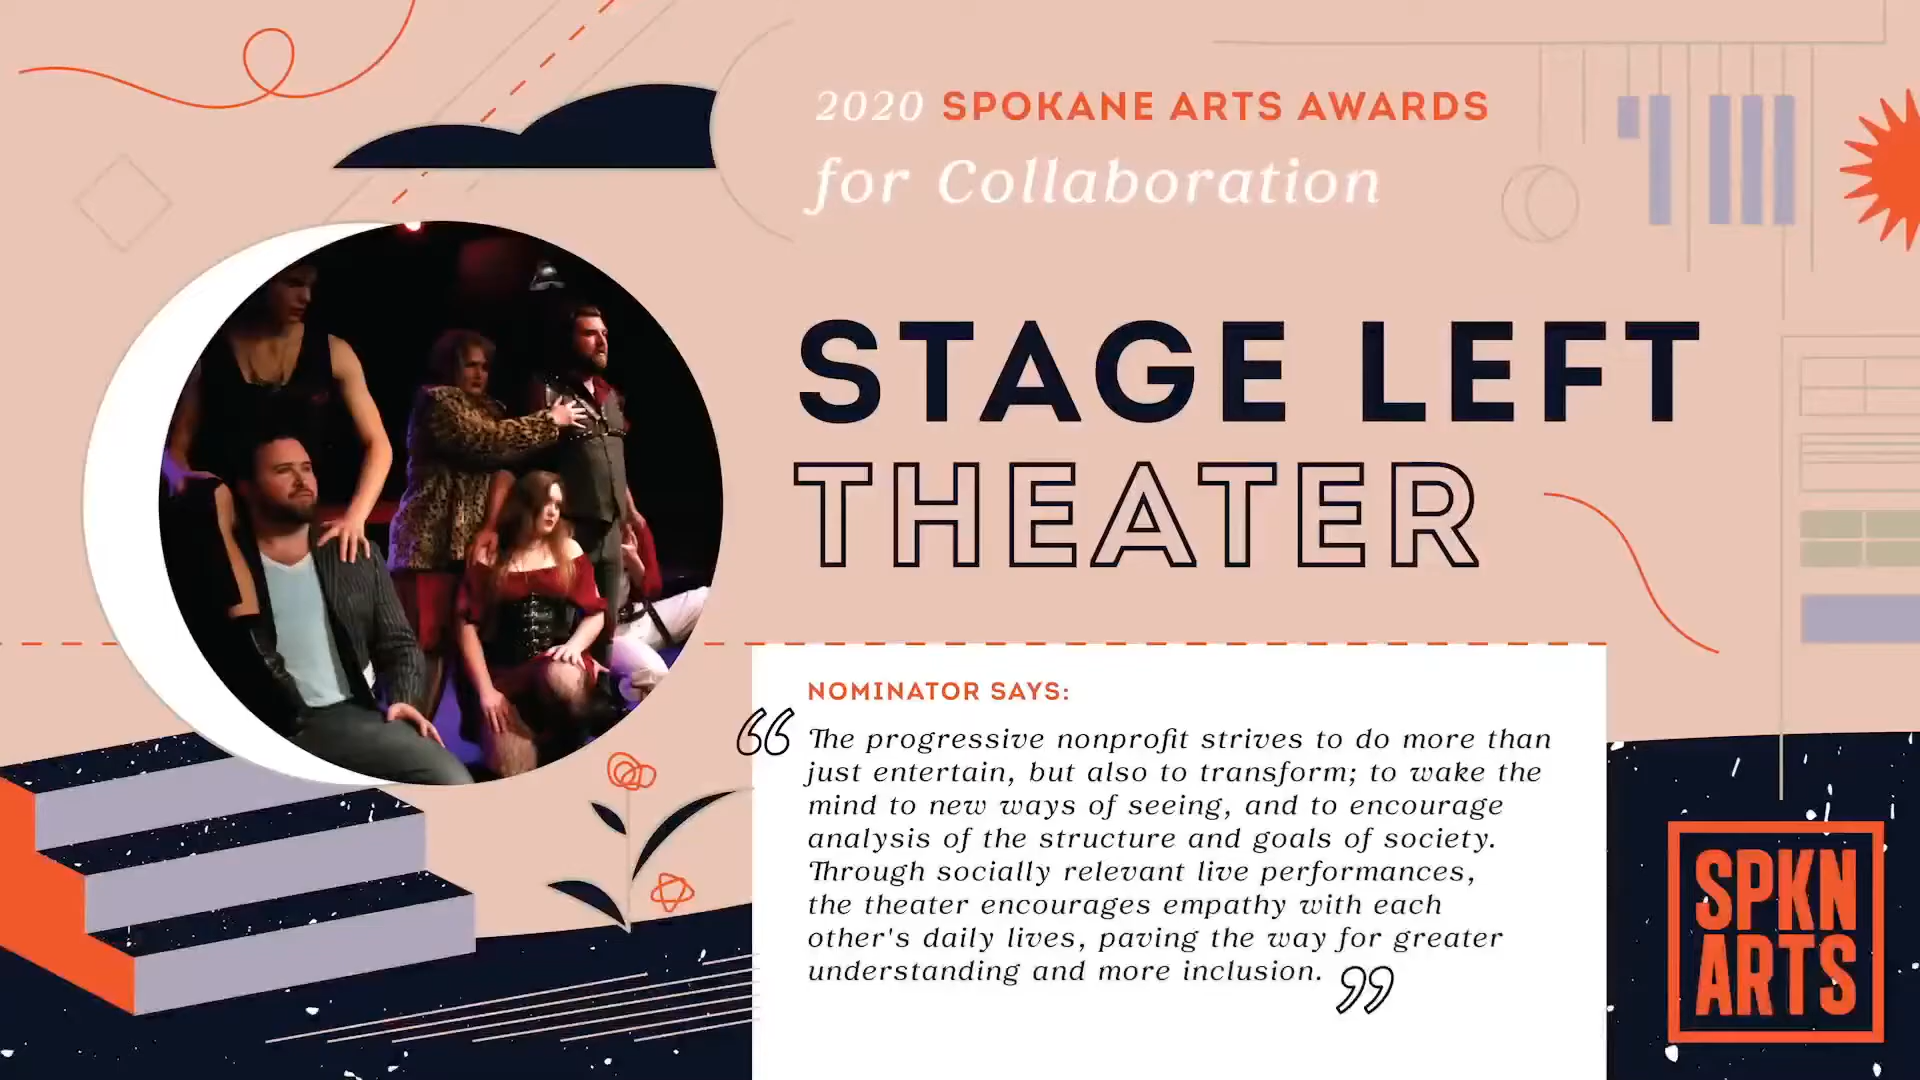 2020 SPOKANE ARTS AWARDS
for Collaboration
STAGE LEFT
THEATER
NOMINATOR SAYS:
“The progressive nonprofit strives to do more than
just entertain, but also to transform; to wake the
mind to new ways of seeing, and to encourage
analysis of the structure and goals of society.
Through socially relevant live performances,
the theater encourages empathy with each
other's daily lives, paving the way for greater
understanding and more inclusion.”
SPKN
ARTS